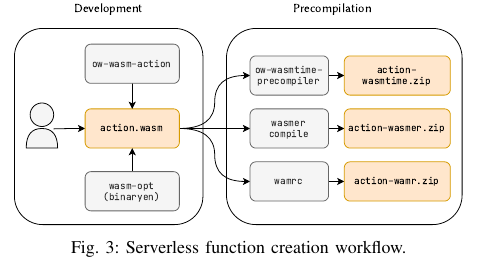 Development
Precompilation
ow-wasm-action
action.wasm
wasm-opt
(binaryen)
ow-wasmtime-
precompiler
action-
wasmtime.zip
wasmer
compile
action-wasmer.zip
wamrc
action-wamr.zip
Fig. 3: Serverless function creation workflow.